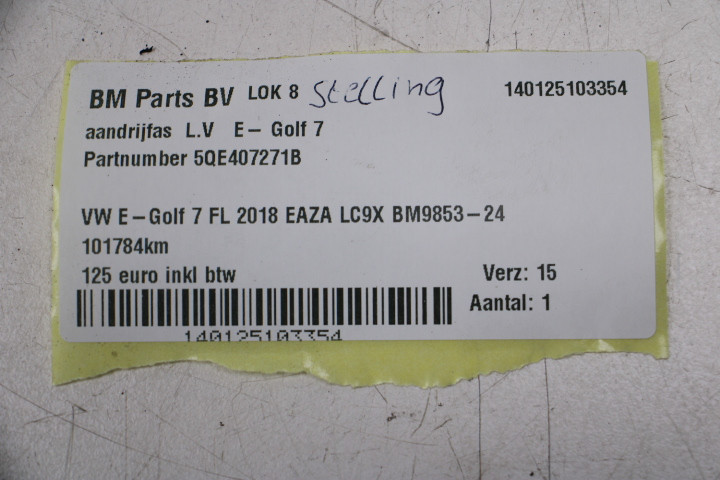 BM Parts BV LOK 8 Stelling 140125103354
aandrijfas L.V E-Golf 7
Partnumber 5QE407271B
VW E-Golf 7 FL 2018 EAZA LC9X BM9853-24
101784km
125 euro inkl btw Verz: 15
Aantal: 1
140125103354